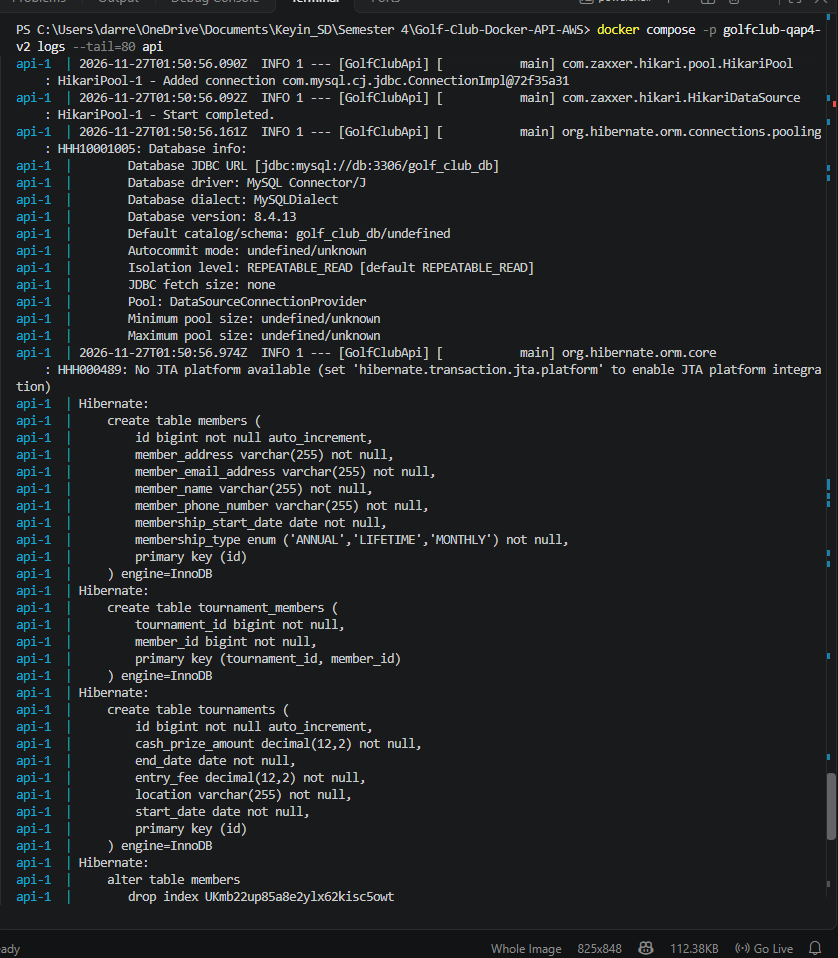 Problems Output Debug Console Terminal Ports
PS C:\Users\darre\OneDrive\Documents\Keyin_SD\Semester 4\Golf-Club-Docker-API-AWS> docker compose -p golfclub-qap4-
v2 logs --tail=80 api
api-1 | 2026-11-27T01:50:56.090Z INFO 1 --- [GolfClubApi] [ main] com.zaxxer.hikari.pool.HikariPool
: HikariPool-1 - Added connection com.mysql.cj.jdbc.ConnectionImpl@72f35a31
api-1 | 2026-11-27T01:50:56.092Z INFO 1 --- [GolfClubApi] [ main] com.zaxxer.hikari.HikariDataSource
: HikariPool-1 - Start completed.
api-1 | 2026-11-27T01:50:56.161Z INFO 1 --- [GolfClubApi] [ main] org.hibernate.orm.connections.pooling
: HHH10001005: Database info:
api-1 | Database JDBC URL [jdbc:mysql://db:3306/golf_club_db]
api-1 | Database driver: MySQL Connector/J
api-1 | Database dialect: MySQLDialect
api-1 | Database version: 8.4.13
api-1 | Default catalog/schema: golf_club_db/undefined
api-1 | Autocommit mode: undefined/unknown
api-1 | Isolation level: REPEATABLE_READ [default REPEATABLE_READ]
api-1 | JDBC fetch size: none
api-1 | Pool: DataSourceConnectionProvider
api-1 | Minimum pool size: undefined/unknown
api-1 | Maximum pool size: undefined/unknown
api-1 | 2026-11-27T01:50:56.974Z INFO 1 --- [GolfClubApi] [ main] org.hibernate.orm.core
: HHH000489: No JTA platform available (set 'hibernate.transaction.jta.platform' to enable JTA platform integra
tion)
api-1 | Hibernate:
api-1 | create table members (
api-1 | id bigint not null auto_increment,
api-1 | member_address varchar(255) not null,
api-1 | member_email_address varchar(255) not null,
api-1 | member_name varchar(255) not null,
api-1 | member_phone_number varchar(255) not null,
api-1 | membership_start_date date not null,
api-1 | membership_type enum ('ANNUAL','LIFETIME','MONTHLY') not null,
api-1 | primary key (id)
api-1 | ) engine=InnoDB
api-1 | Hibernate:
api-1 | create table tournament_members (
api-1 | tournament_id bigint not null,
api-1 | member_id bigint not null,
api-1 | primary key (tournament_id, member_id)
api-1 | ) engine=InnoDB
api-1 | Hibernate:
api-1 | create table tournaments (
api-1 | id bigint not null auto_increment,
api-1 | cash_prize_amount decimal(12,2) not null,
api-1 | end_date date not null,
api-1 | entry_fee decimal(12,2) not null,
api-1 | location varchar(255) not null,
api-1 | start_date date not null,
api-1 | primary key (id)
api-1 | ) engine=InnoDB
api-1 | Hibernate:
api-1 | alter table members
api-1 | drop index UKmb22up85a8e2ylx62kisc5owt
eady Whole Image 825x848 112.38KB Go Live